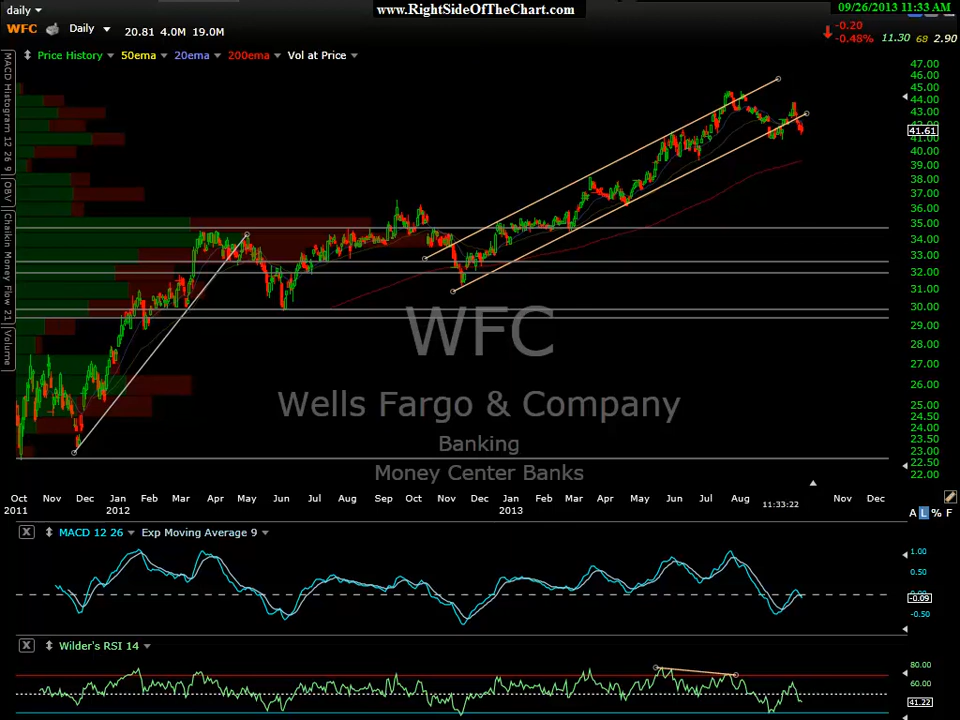 daily
www.RightSideOfTheChart.com
09/26/2013 11:33 AM
WFC Daily 20.81 4.0M 19.0M
-0.20
-0.48% 11.30 68 2.90
Price History 50ema 20ema 200ema Vol at Price
MACD Histogram 12 26 9
OBV
Chaikin Money Flow 21
Volume
47.00
46.00
45.00
44.00
43.00
41.61
40.00
39.00
38.00
37.00
36.00
35.00
34.00
33.00
32.00
31.00
30.00
29.00
28.00
27.00
26.00
25.00
24.50
24.00
23.50
23.00
22.50
22.00
WFC
Wells Fargo & Company
Banking
Money Center Banks
Oct Nov Dec Jan Feb Mar Apr May Jun Jul Aug Sep Oct Nov Dec Jan Feb Mar Apr May Jun Jul Aug 11:33:22 Nov Dec
2011 2012 2013
A L % F
X MACD 12 26 Exp Moving Average 9
1.00
0.50
-0.09
-0.50
X Wilder's RSI 14
80.00
60.00
41.22